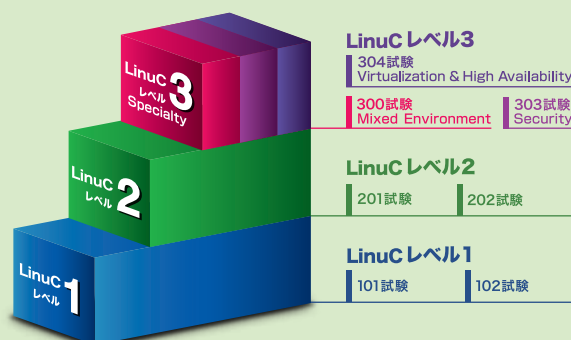 LinuC
レベル
3
Specialty
LinuC レベル3
304試験
Virtualization & High Availability
300試験
Mixed Environment
303試験
Security
LinuC
レベル
2
LinuC レベル2
201試験
202試験
LinuC
レベル
1
LinuC レベル1
101試験
102試験